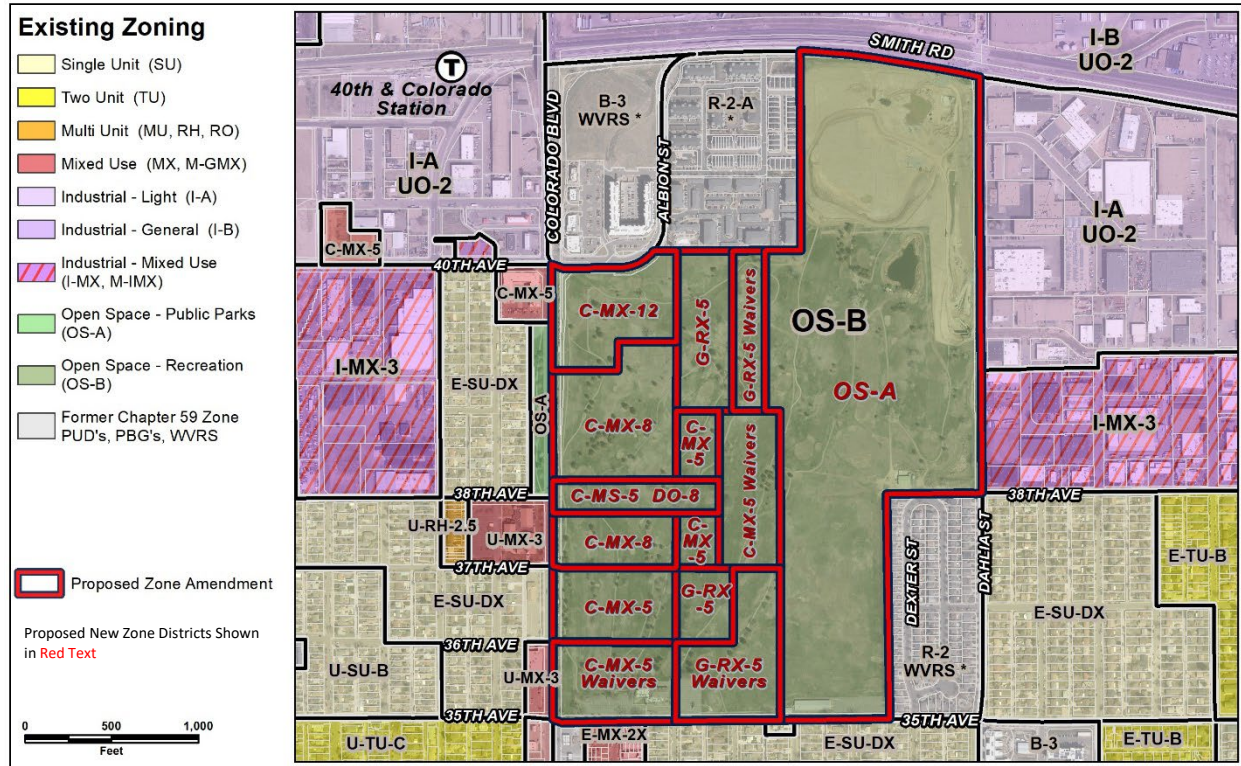 Existing Zoning
Single Unit (SU)
Two Unit (TU)
Multi Unit (MU, RH, RO)
Mixed Use (MX, M-GMX)
Industrial - Light (I-A)
Industrial - General (I-B)
Industrial - Mixed Use
(I-MX, M-IMX)
Open Space - Public Parks
(OS-A)
Open Space - Recreation
(OS-B)
Former Chapter 59 Zone
PUD's, PBG's, WVRS
Proposed Zone Amendment
Proposed New Zone Districts Shown
in Red Text
0 500 1,000
Feet
SMITH RD
I-B
UO-2
T
40th & Colorado
Station
I-A
UO-2
COLORADO BLVD
B-3
WVRS *
ALBION ST
R-2-A
*
I-A
UO-2
C-MX-5
40TH AVE
C-MX-5
C-MX-12
G-RX-5
G-RX-5 Waivers
OS-B
OS-A
I-MX-3
E-SU-DX
OS-A
C-MX-8
C-
MX
-5
C-MX-5 Waivers
I-MX-3
38TH AVE
C-MS-5 DO-8
38TH AVE
U-RH-2.5
U-MX-3
C-MX-8
C-
MX
-5
37TH AVE
E-SU-DX
C-MX-5
G-RX
-5
DEXTER ST
DAHLIA ST
E-TU-B
E-SU-DX
36TH AVE
U-SU-B
U-MX-3
C-MX-5
Waivers
G-RX-5
Waivers
R-2
WVRS *
35TH AVE
35TH AVE
U-TU-C
E-MX-2X
E-SU-DX
B-3
E-TU-B